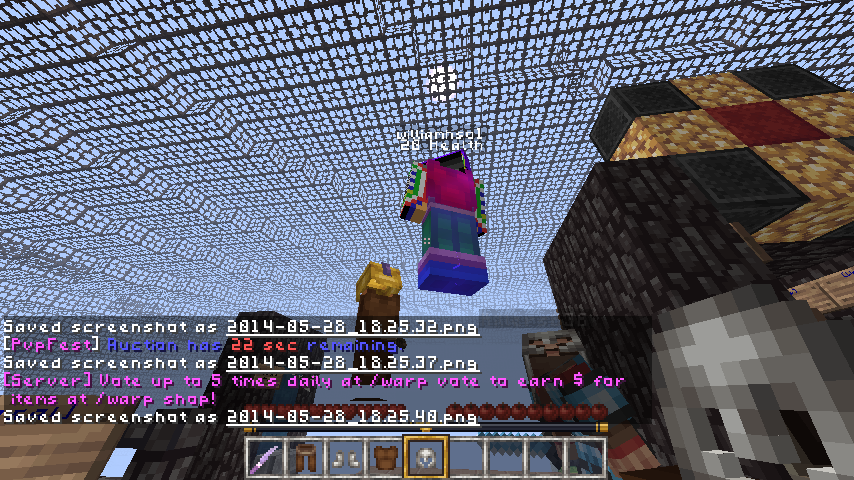 williamhso1
20 Health
Saved screenshot as 2014-05-28_18.25.32.png
[PvpFest] Auction has 22 sec remaining.
Saved screenshot as 2014-05-28_18.25.37.png
[Server] Vote up to 5 times daily at /warp vote to earn $ for
items at /warp shop!
Saved screenshot as 2014-05-28_18.25.40.png